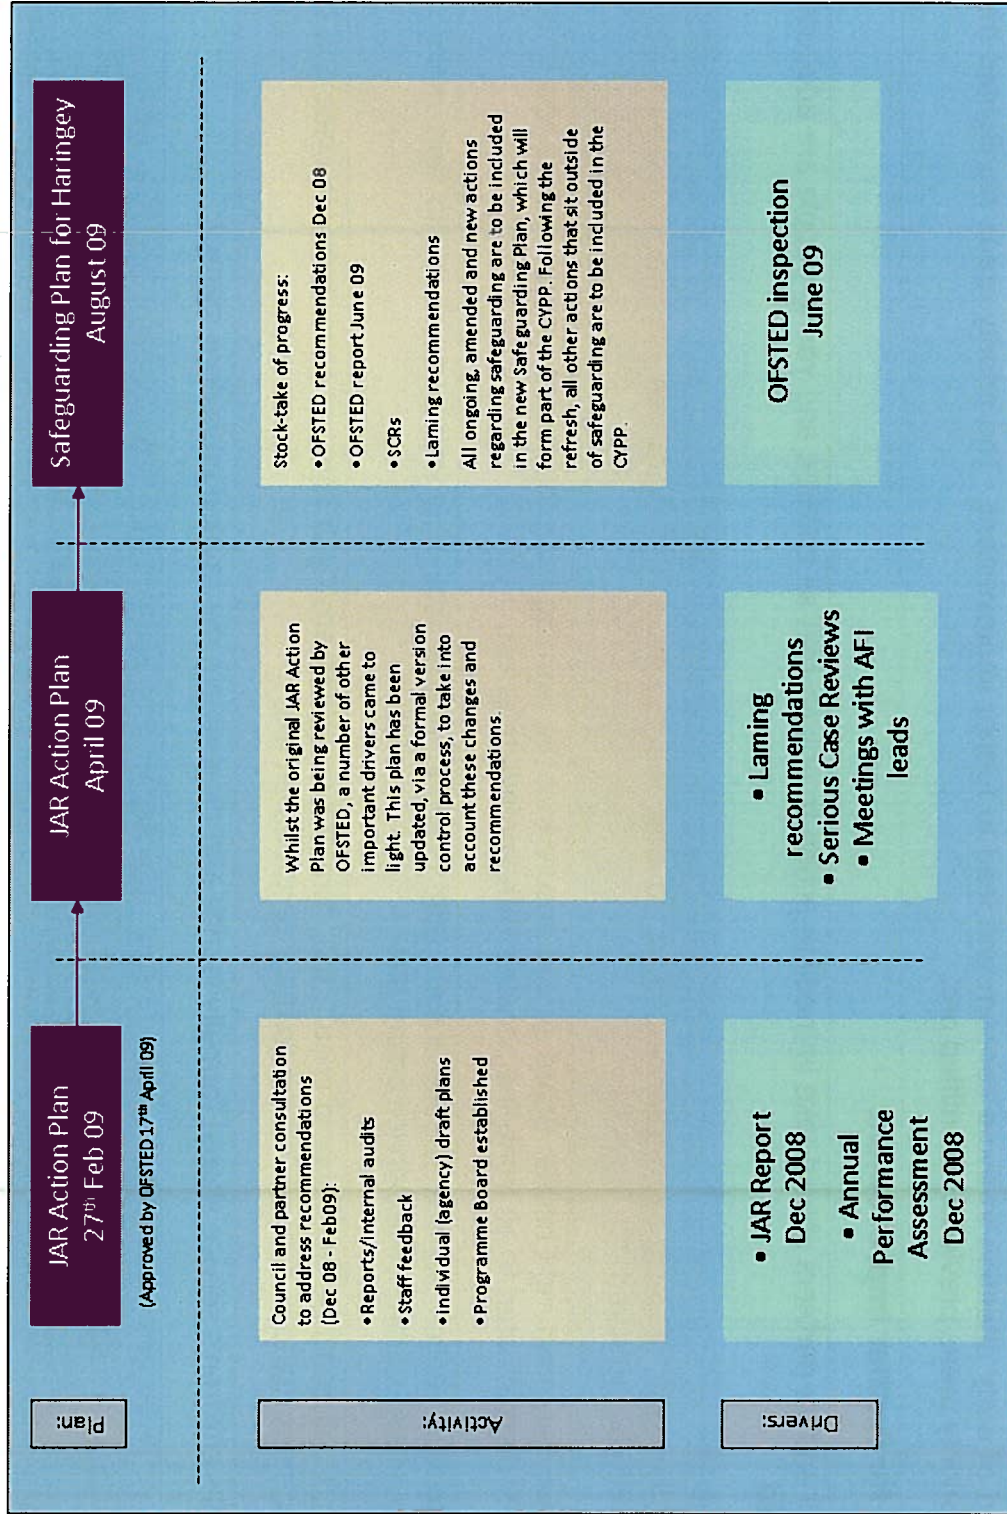 Plan:
JAR Action Plan
27th Feb 09
(Approved by OFSTED 17th April 09)
JAR Action Plan
April 09
Safeguarding Plan for Haringey
August 09
Activity:
Council and partner consultation
to address recommendations
(Dec 08 - Feb09):
•Reports/internal audits
•Staff feedback
•Individual (agency) draft plans
•Programme Board established
Whilst the original JAR Action
Plan was being reviewed by
OFSTED, a number of other
important drivers came to
light. This plan has been
updated, via a formal version
control process, to take into
account these changes and
recommendations.
Stock-take of progress:
•OFSTED recommendations Dec 08
•OFSTED report June 09
•SCRs
•Laming recommendations
All ongoing, amended and new actions
regarding safeguarding are to be included
in the new Safeguarding Plan, which will
form part of the CYPP. Following the
refresh, all other actions that sit outside
of safeguarding are to be included in the
CYPP.
Drivers:
• JAR Report
Dec 2008
• Annual
Performance
Assessment
Dec 2008
• Laming
recommendations
• Serious Case Reviews
• Meetings with AFI
leads
OFSTED inspection
June 09